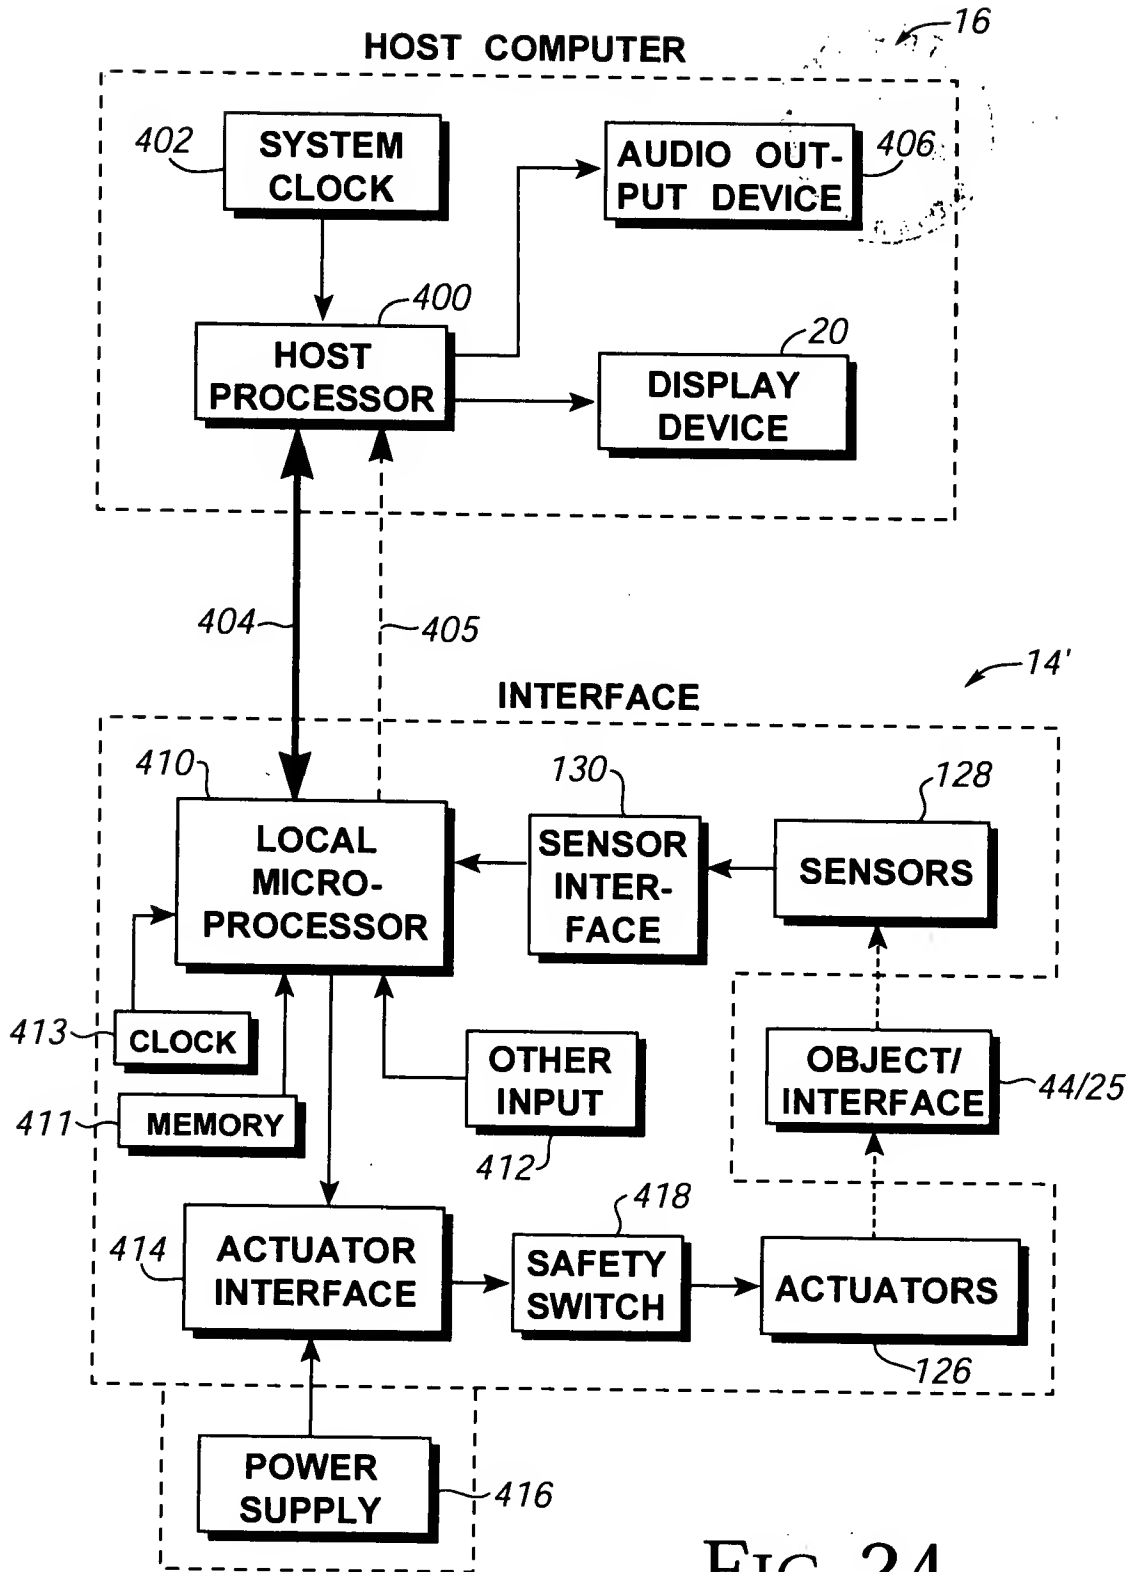 16
HOST COMPUTER
402
SYSTEM
CLOCK
AUDIO OUT-
PUT DEVICE
406
400
HOST
PROCESSOR
20
DISPLAY
DEVICE
404
405
14'
INTERFACE
410
LOCAL
MICRO-
PROCESSOR
130
SENSOR
INTER-
FACE
128
SENSORS
413
CLOCK
411
MEMORY
OTHER
INPUT
412
OBJECT/
INTERFACE
44/25
414
ACTUATOR
INTERFACE
418
SAFETY
SWITCH
ACTUATORS
126
POWER
SUPPLY
416
FIG. 24